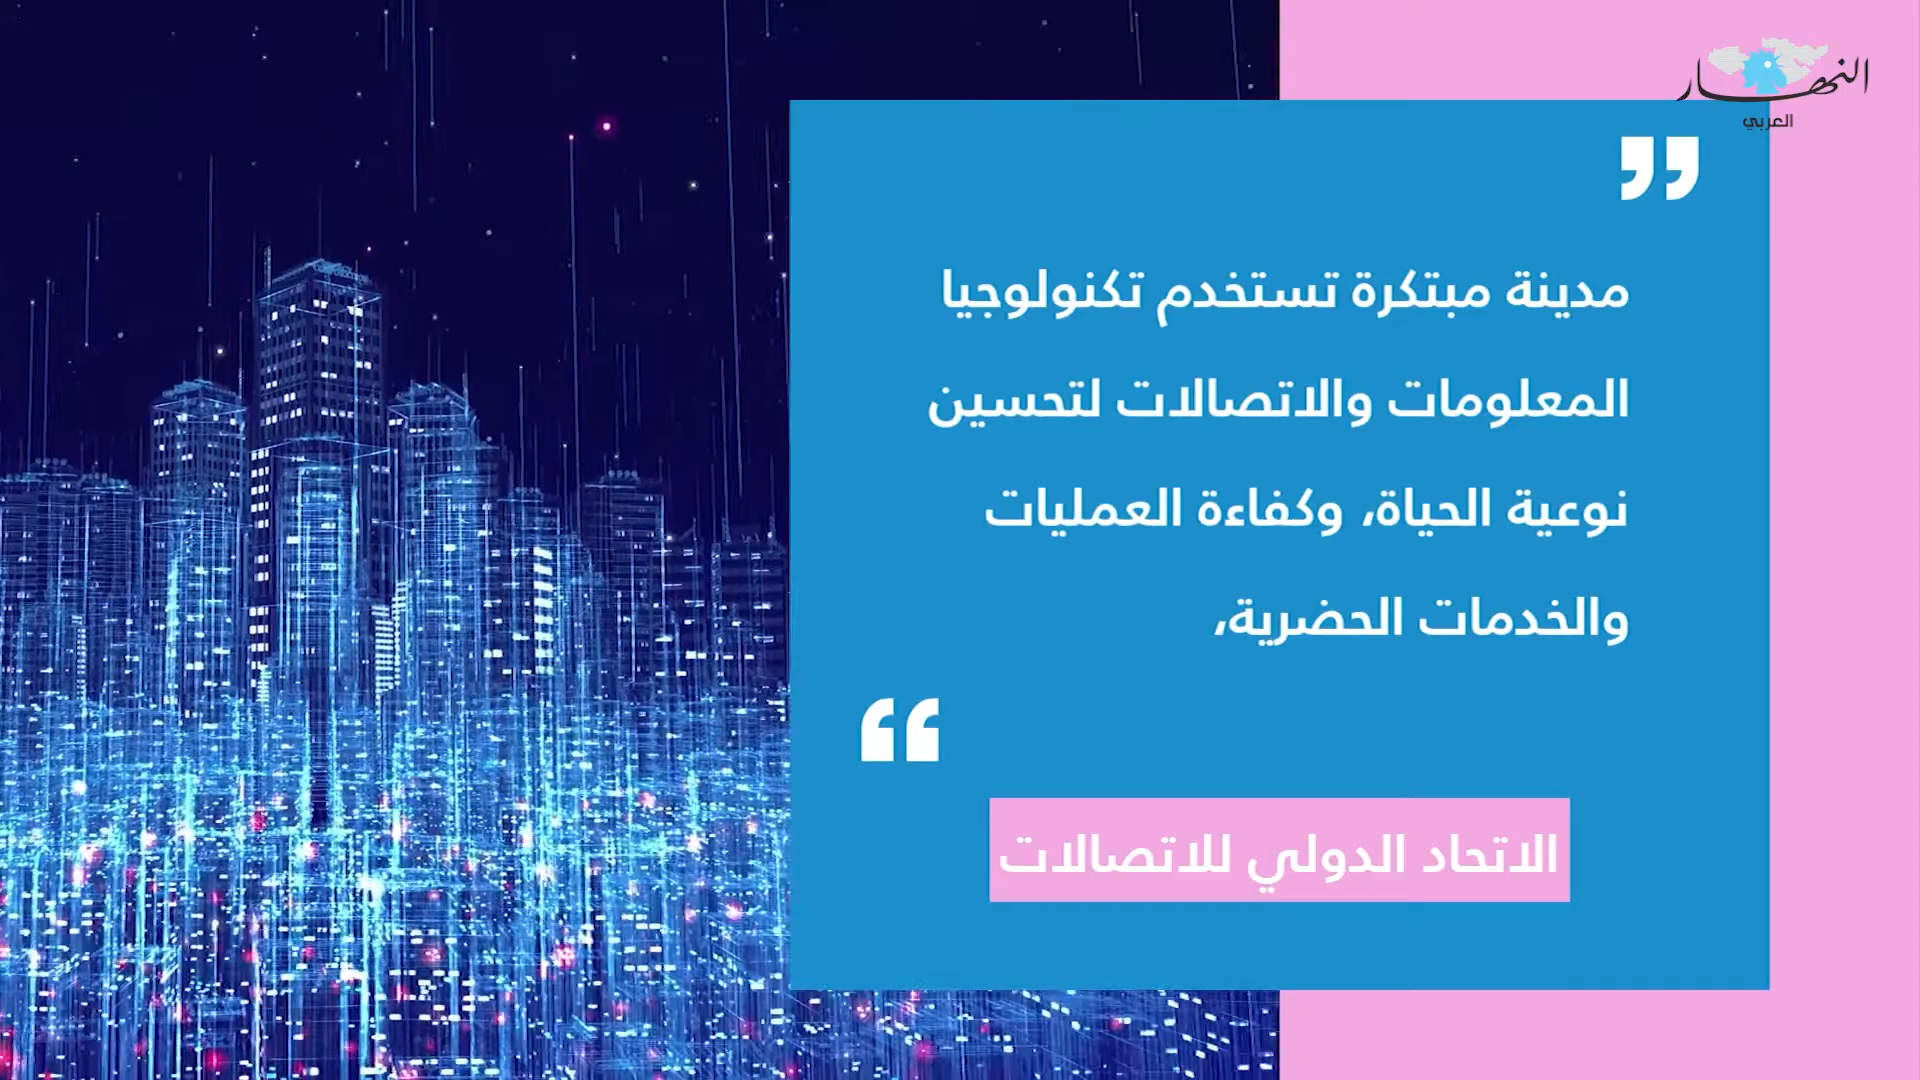 النهار
العربي
”
مدينة مبتكرة تستخدم تكنولوجيا
المعلومات والاتصالات لتحسين
نوعية الحياة، وكفاءة العمليات
والخدمات الحضرية،
“
الاتحاد الدولي للاتصالات